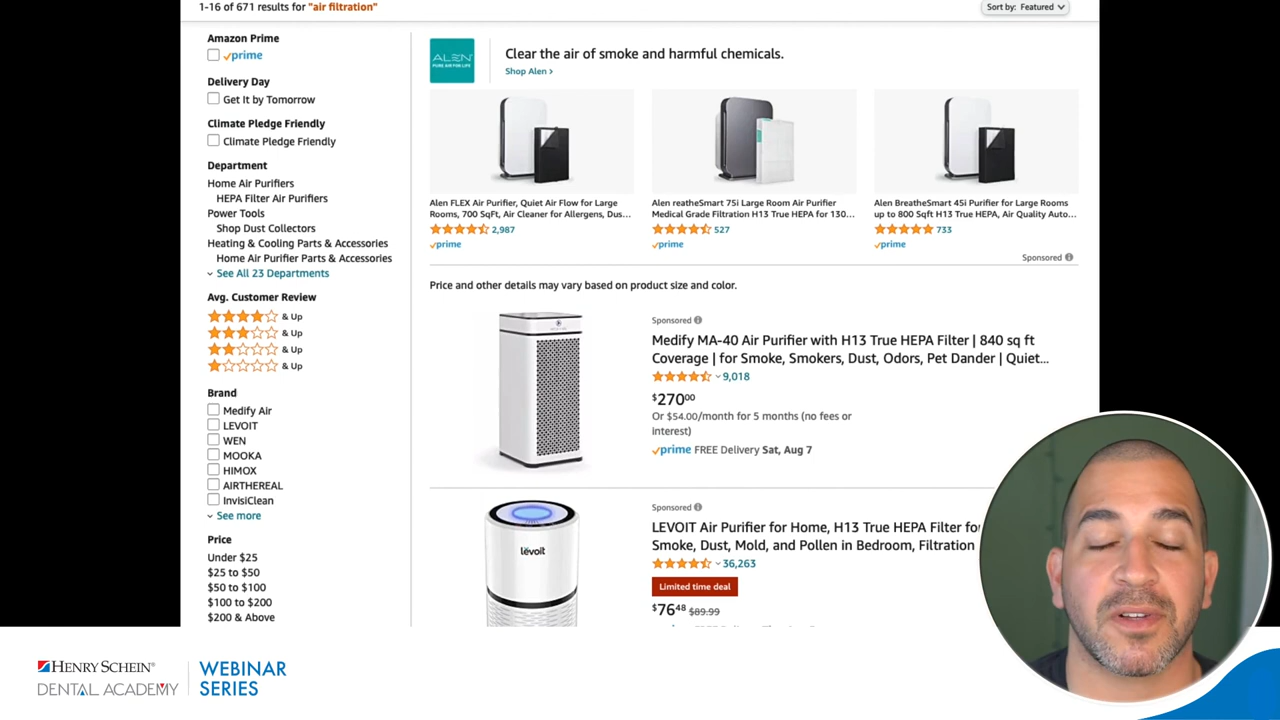 1-16 of 671 results for "air filtration"
Sort by: Featured
Amazon Prime
prime
Delivery Day
Get It by Tomorrow
Climate Pledge Friendly
Climate Pledge Friendly
Department
Home Air Purifiers
HEPA Filter Air Purifiers
Power Tools
Shop Dust Collectors
Heating & Cooling Parts & Accessories
Home Air Purifier Parts & Accessories
See All 23 Departments
Avg. Customer Review
& Up
& Up
& Up
& Up
Brand
Medify Air
LEVOIT
WEN
MOOKA
HIMOX
AIRTHEREAL
InvisiClean
See more
Price
Under $25
$25 to $50
$50 to $100
$100 to $200
$200 & Above
ALEN
PURE AIR FOR LIFE
Clear the air of smoke and harmful chemicals.
Shop Alen ›
Alen FLEX Air Purifier, Quiet Air Flow for Large
Rooms, 700 SqFt, Air Cleaner for Allergens, Dus...
2,987
prime
Alen reatheSmart 75i Large Room Air Purifier
Medical Grade Filtration H13 True HEPA for 130...
527
prime
Alen BreatheSmart 45i Purifier for Large Rooms
up to 800 Sqft H13 True HEPA, Air Quality Auto...
733
prime
Sponsored
Price and other details may vary based on product size and color.
Sponsored
Medify MA-40 Air Purifier with H13 True HEPA Filter | 840 sq ft
Coverage | for Smoke, Smokers, Dust, Odors, Pet Dander | Quiet...
9,018
$27000
Or $54.00/month for 5 months (no fees or
interest)
prime FREE Delivery Sat, Aug 7
levoit
Sponsored
LEVOIT Air Purifier for Home, H13 True HEPA Filter for
Smoke, Dust, Mold, and Pollen in Bedroom, Filtration
36,263
Limited time deal
$7648 $89.99
HENRY SCHEIN®
DENTAL ACADEMY
WEBINAR
SERIES